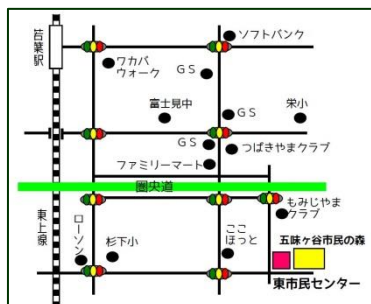 若葉駅
ソフトバンク
ワカバ
ウォーク
GS
富士見中
GS
栄小
GS
つばきやまクラブ
ファミリーマート
圏央道
もみじやま
クラブ
東上線
ローソン
杉下小
ここ
ほっと
五味ヶ谷市民の森
東市民センター